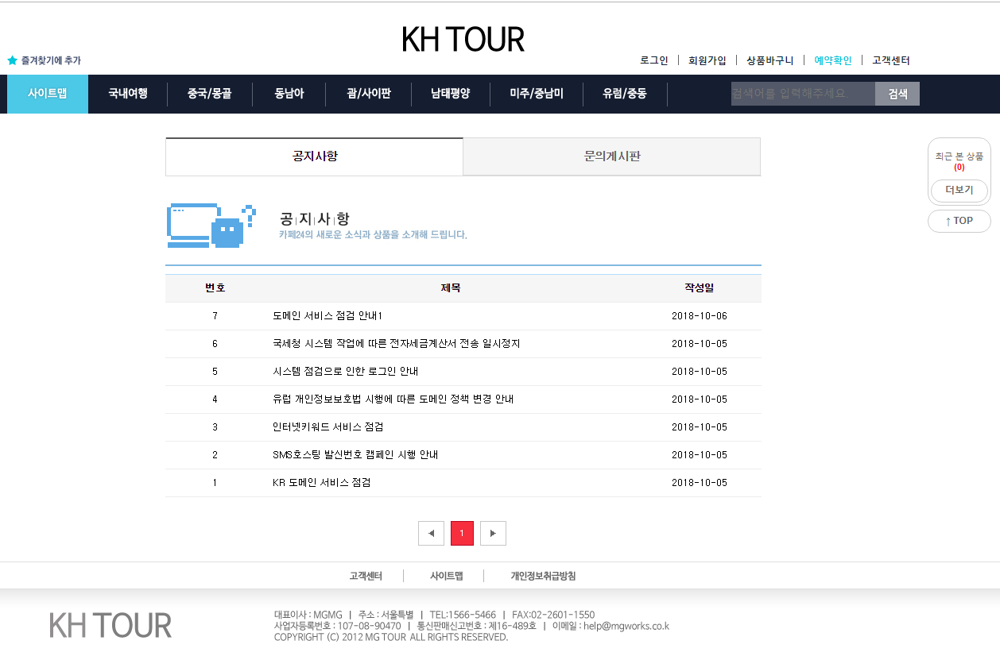 KH TOUR
즐겨찾기에 추가
로그인 | 회원가입 | 상품바구니 | 예약확인 | 고객센터
사이트맵 국내여행 중국/몽골 동남아 괌/사이판 남태평양 미주/중남미 유럼/중동 검색어를 입력해주세요. 검색
공지사항 문의게시판
최근 본 상품
(0)
더보기
↑ TOP
공|지|사|항
카페24의 새로운 소식과 상품을 소개해 드립니다.
번호 제목 작성일
7 도메인 서비스 점검 안내1 2018-10-06
6 국세청 시스템 작업에 따른 전자세금계산서 전송 일시정지 2018-10-05
5 시스템 점검으로 인한 로그인 안내 2018-10-05
4 유럽 개인정보보호법 시행에 따른 도메인 정책 변경 안내 2018-10-05
3 인터넷키워드 서비스 점검 2018-10-05
2 SMS호스팅 발신번호 캠페인 시행 안내 2018-10-05
1 KR 도메인 서비스 점검 2018-10-05
◀ 1 ▶
고객센터 | 사이트맵 | 개인정보취급방침
KH TOUR
대표이사 : MGMG | 주소 : 서울특별 | TEL:1566-5466 | FAX:02-2601-1550
사업자등록번호 : 107-08-90470 | 통신판매신고번호 : 제16-489호 | 이메일 : help@mgworks.co.k
COPYRIGHT (C) 2012 MG TOUR ALL RIGHTS RESERVED.